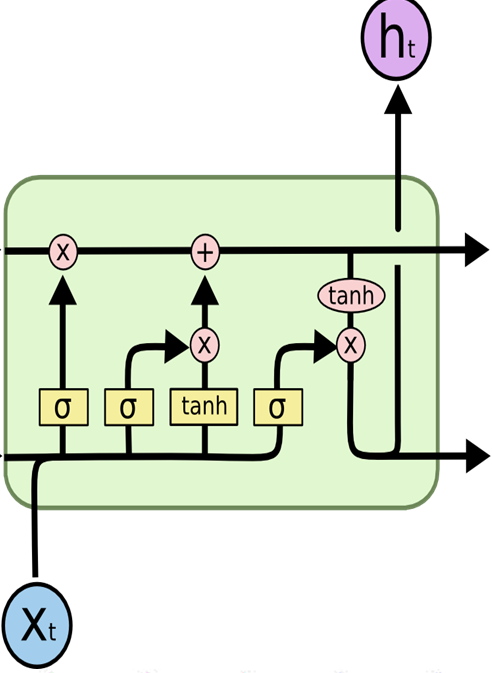 ht
x +
tanh
x x
σ σ tanh σ
Xt